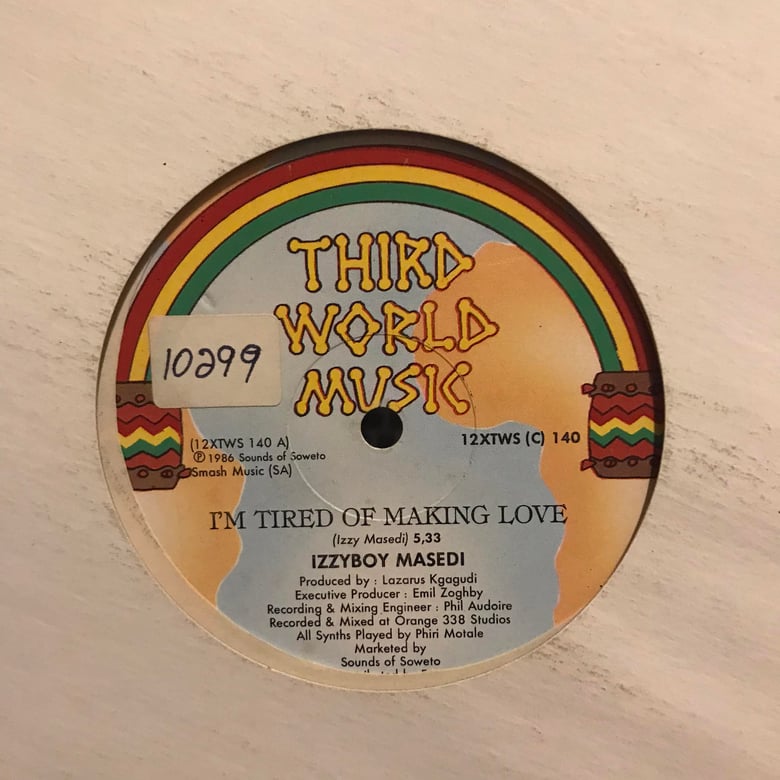 THIRD
WORLD
MUSIC
10299
(12XTWS 140 A)
℗ 1986 Sounds of Soweto
Smash Music (SA)
12XTWS (C) 140
I'M TIRED OF MAKING LOVE
(Izzy Masedi) 5,33
IZZYBOY MASEDI
Produced by : Lazarus Kgagudi
Executive Producer : Emil Zoghby
Recording & Mixing Engineer : Phil Audoire
Recorded & Mixed at Orange 338 Studios
All Synths Played by Phiri Motale
Marketed by
Sounds of Soweto